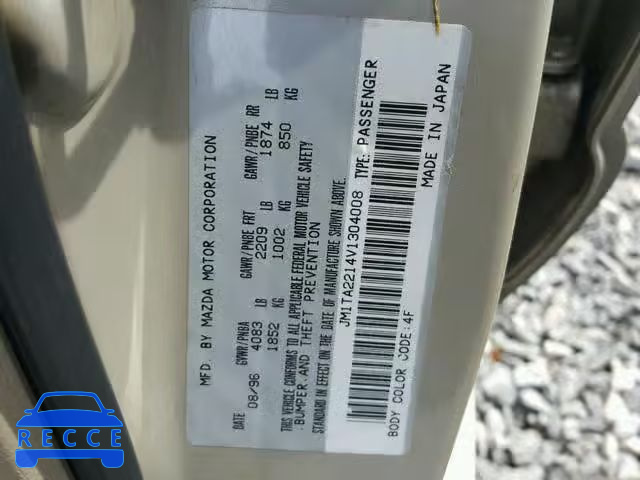 MFD. BY MAZDA MOTOR CORPORATION
DATE GVWR/PNBA GAWR/PNBE FRT GAWR/PNBE RR
08/96 4083 LB 2209 LB 1874 LB
1852 KG 1002 KG 850 KG
THIS VEHICLE CONFORMS TO ALL APPLICABLE FEDERAL MOTOR VEHICLE SAFETY
BUMPER, AND THEFT PREVENTION
STANDARD IN EFFECT ON THE DATE OF MANUFACTURE SHOWN ABOVE.
JM1TA2214V1304008 TYPE: PASSENGER
BODY COLOR CODE:4F
MADE IN JAPAN
RECCE